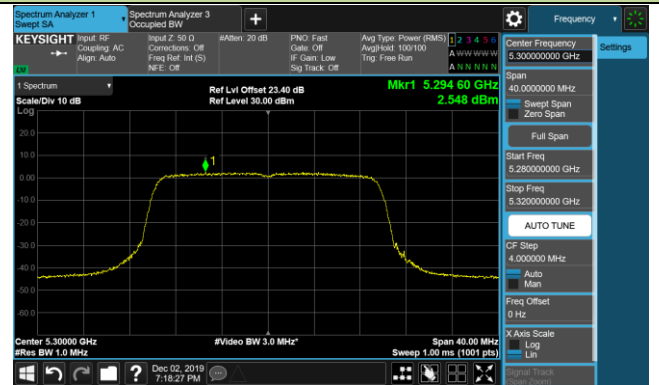 Spectrum Analyzer 1
Swept SA
Spectrum Analyzer 3
Occupied BW
+
Frequency
KEYSIGHT
Input: RF
Coupling: AC
Align: Auto
Input Z: 50 Ω
Corrections: Off
Freq Ref: Int (S)
NFE: Off
#Atten: 20 dB
PNO: Fast
Gate: Off
IF Gain: Low
Sig Track: Off
Avg Type: Power (RMS)
Avg|Hold: 100/100
Trig: Free Run
1 2 3 4 5 6
A W W W W W
A N N N N N
LXI
1 Spectrum
Scale/Div 10 dB
Log
Ref Lvl Offset 23.40 dB
Ref Level 30.00 dBm
Mkr1 5.294 60 GHz
2.548 dBm
20.0
10.0
0.00
-10.0
-20.0
-30.0
-40.0
-50.0
-60.0
1
Center 5.30000 GHz
#Res BW 1.0 MHz
#Video BW 3.0 MHz*
Span 40.00 MHz
Sweep 1.00 ms (1001 pts)
Dec 02, 2019
7:18:27 PM
Center Frequency
5.300000000 GHz
Span
40.0000000 MHz
Swept Span
Zero Span
Full Span
Start Freq
5.280000000 GHz
Stop Freq
5.320000000 GHz
AUTO TUNE
CF Step
4.000000 MHz
Auto
Man
Freq Offset
0 Hz
X Axis Scale
Log
Lin
Signal Track
(Span Zoom)
Settings